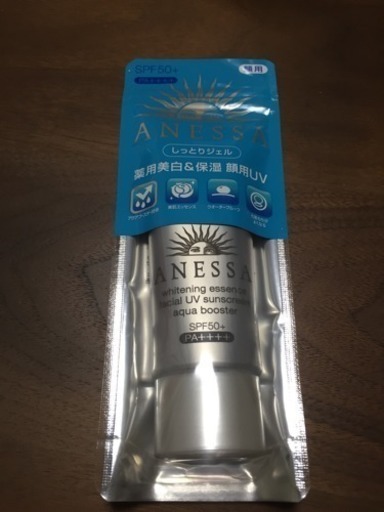 SPF50+
PA++++
顔用
ANESSA
しっとりジェル
薬用美白&保湿 顔用UV
ANESSA
whitening essence
facial UV sunscreen
aqua booster
SPF50+
PA++++